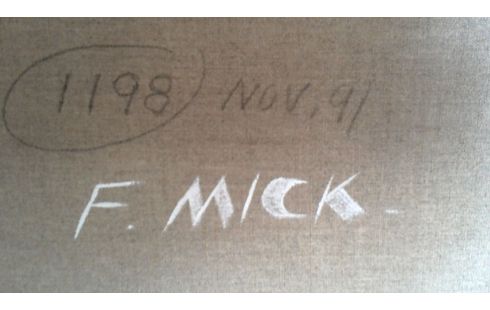 1198 Nov, 91
F. MICK-